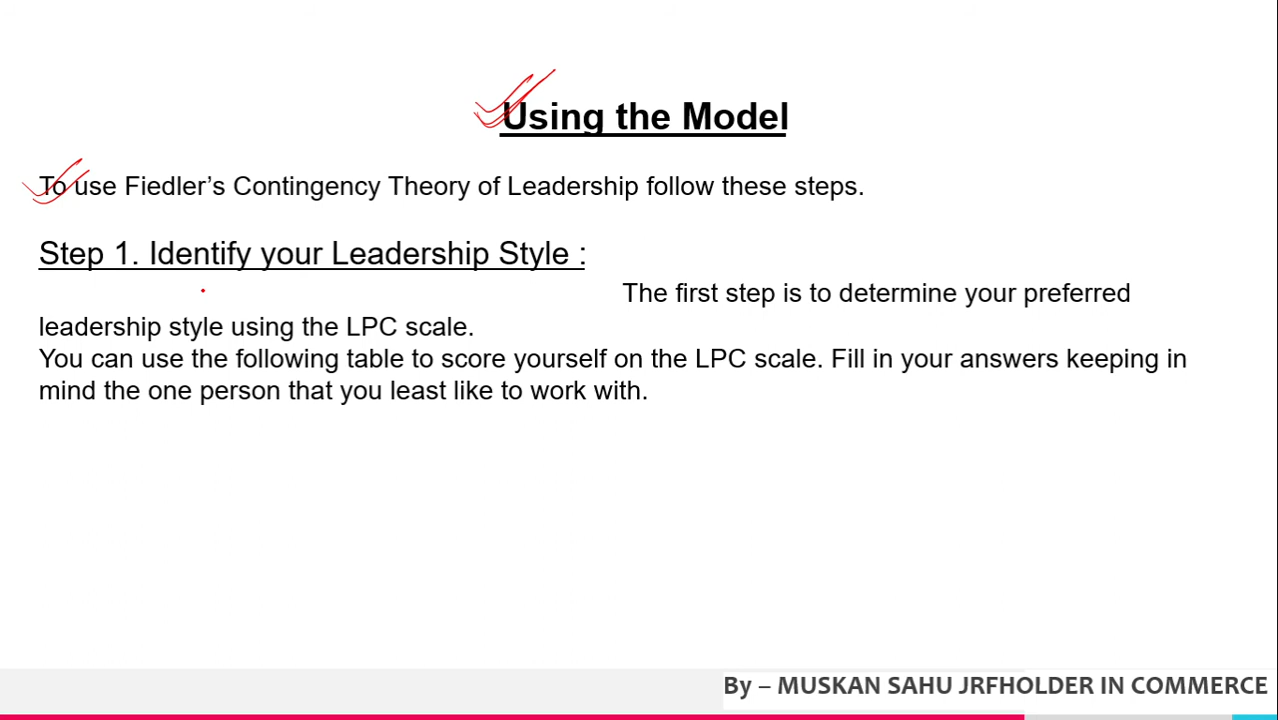 Using the Model
To use Fiedler’s Contingency Theory of Leadership follow these steps.
Step 1. Identify your Leadership Style :
The first step is to determine your preferred
leadership style using the LPC scale.
You can use the following table to score yourself on the LPC scale. Fill in your answers keeping in
mind the one person that you least like to work with.
By – MUSKAN SAHU JRFHOLDER IN COMMERCE